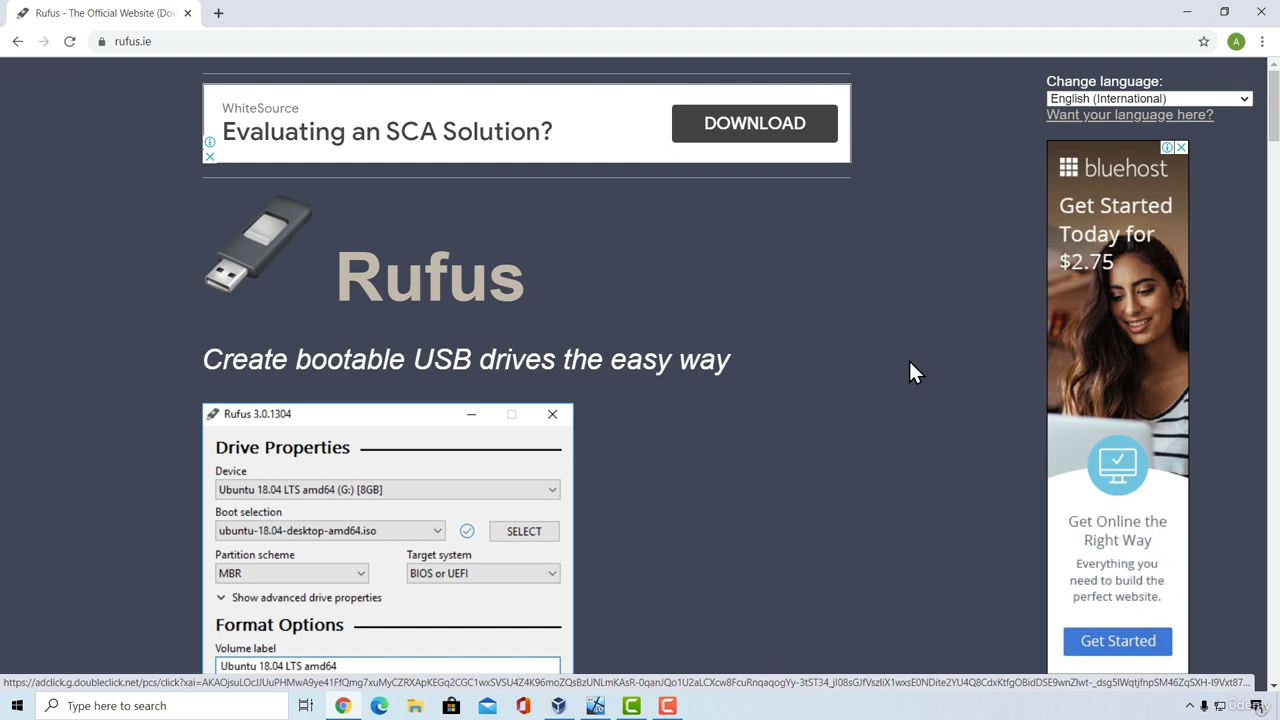 Rufus - The Official Website (Dov
rufus.ie
A
WhiteSource
Evaluating an SCA Solution?
DOWNLOAD
Change language:
English (International)
Want your language here?
bluehost
Get Started
Today for
$2.75
Rufus
Create bootable USB drives the easy way
Rufus 3.0.1304
Drive Properties
Device
Ubuntu 18.04 LTS amd64 (G:) [8GB]
Boot selection
ubuntu-18.04-desktop-amd64.iso
SELECT
Partition scheme
Target system
MBR
BIOS or UEFI
Show advanced drive properties
Format Options
Volume label
Ubuntu 18.04 LTS amd64
Get Online the
Right Way
Everything you
need to build the
perfect website.
Get Started
Type here to search